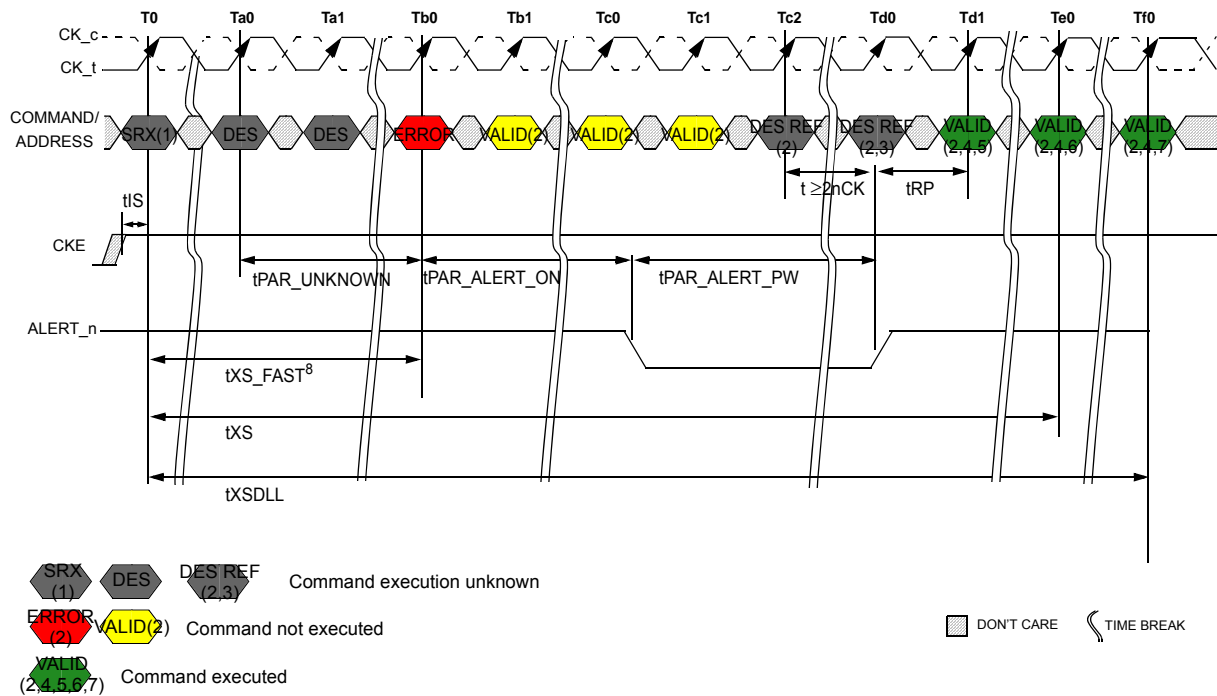 T0 Ta0 Ta1 Tb0 Tb1 Tc0 Tc1 Tc2 Td0 Td1 Te0 Tf0
CK_c
CK_t
COMMAND/
ADDRESS
SRX(1) DES DES ERROR VALID(2) VALID(2) VALID(2) DES REF (2) DES REF (2,3) VALID (2,4,5) VALID (2,4,6) VALID (2,4,7)
t ≥2nCK tRP
tIS
CKE
tPAR_UNKNOWN tPAR_ALERT_ON tPAR_ALERT_PW
ALERT_n
tXS_FAST8
tXS
tXSDLL
SRX (1) DES DES REF (2,3) Command execution unknown
ERROR (2) VALID(2) Command not executed
DON'T CARE TIME BREAK
VALID (2,4,5,6,7) Command executed